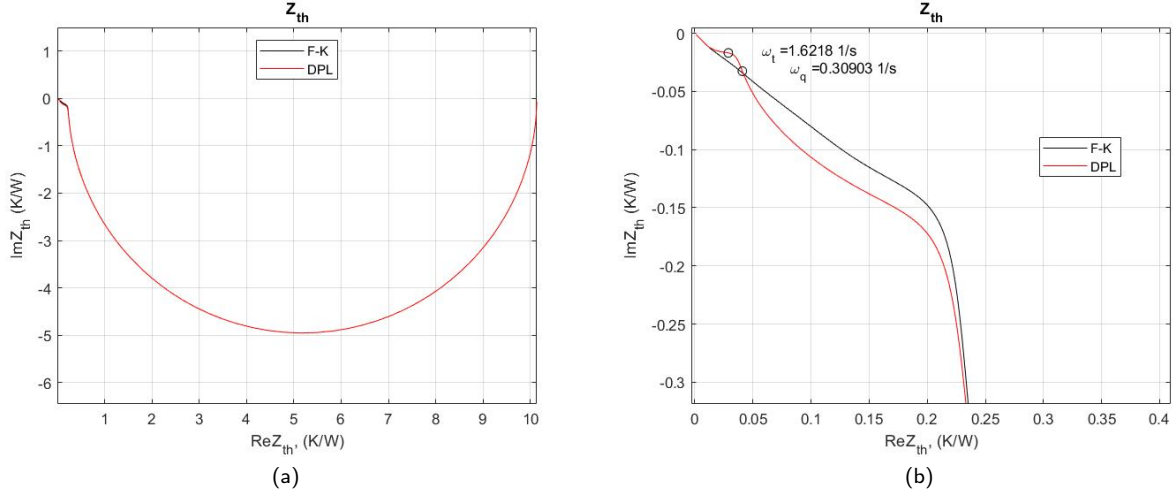 Z_th
F-K
DPL
1
0
-1
-2
-3
-4
-5
-6
ImZ_th (K/W)
1 2 3 4 5 6 7 8 9 10
ReZ_th, (K/W)
(a)
Z_th
ω_t =1.6218 1/s
ω_q =0.30903 1/s
F-K
DPL
0
-0.05
-0.1
-0.15
-0.2
-0.25
-0.3
ImZ_th (K/W)
0 0.05 0.1 0.15 0.2 0.25 0.3 0.35 0.4
ReZ_th, (K/W)
(b)